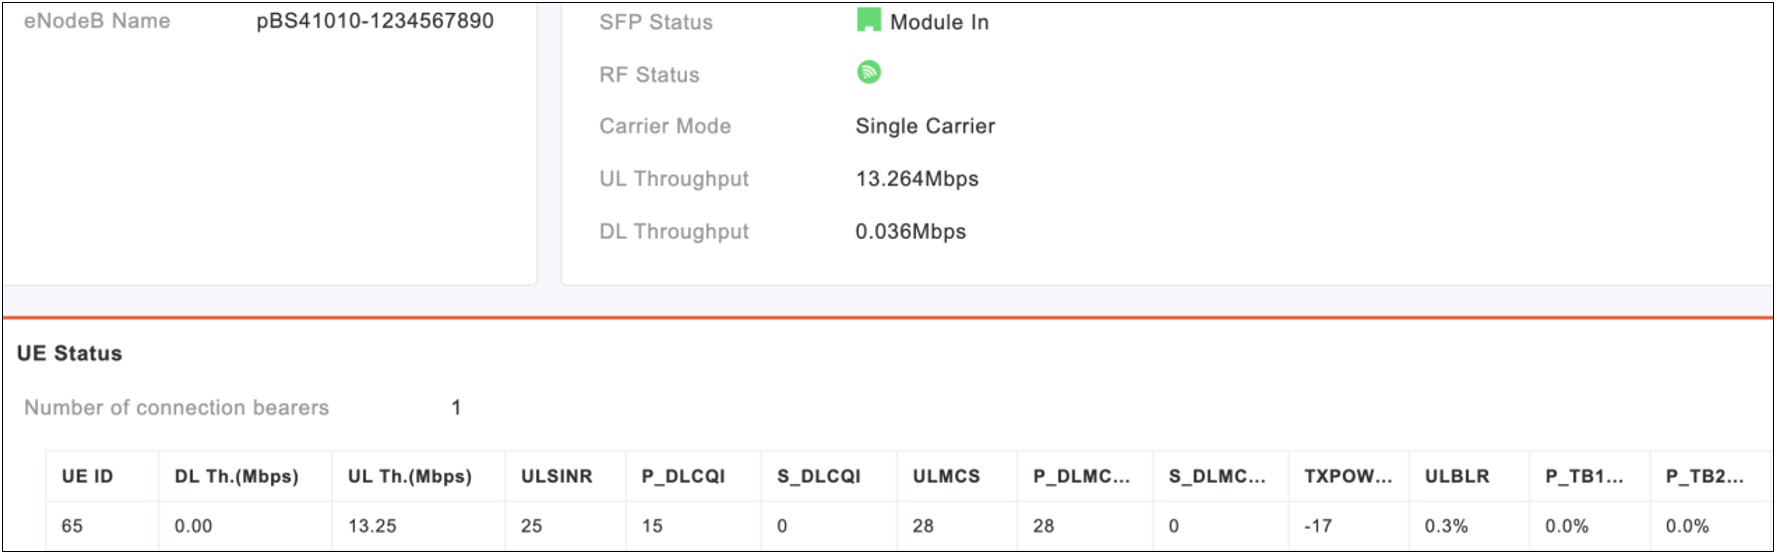 eNodeB Name pBS41010-1234567890
SFP Status Module In
RF Status
Carrier Mode Single Carrier
UL Throughput 13.264Mbps
DL Throughput 0.036Mbps
UE Status
Number of connection bearers 1
UE ID DL Th.(Mbps) UL Th.(Mbps) ULSINR P_DLCQI S_DLCQI ULMCS P_DLMC... S_DLMC... TXPOW... ULBLR P_TB1... P_TB2...
65 0.00 13.25 25 15 0 28 28 0 -17 0.3% 0.0% 0.0%